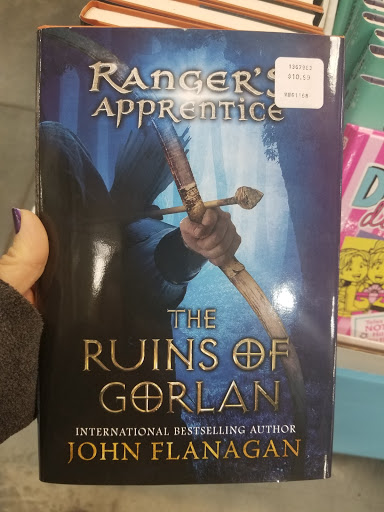 RANGER'S
APPRENTICE
$10.59
THE
RUINS OF
GORLAN
INTERNATIONAL BESTSELLING AUTHOR
JOHN FLANAGAN